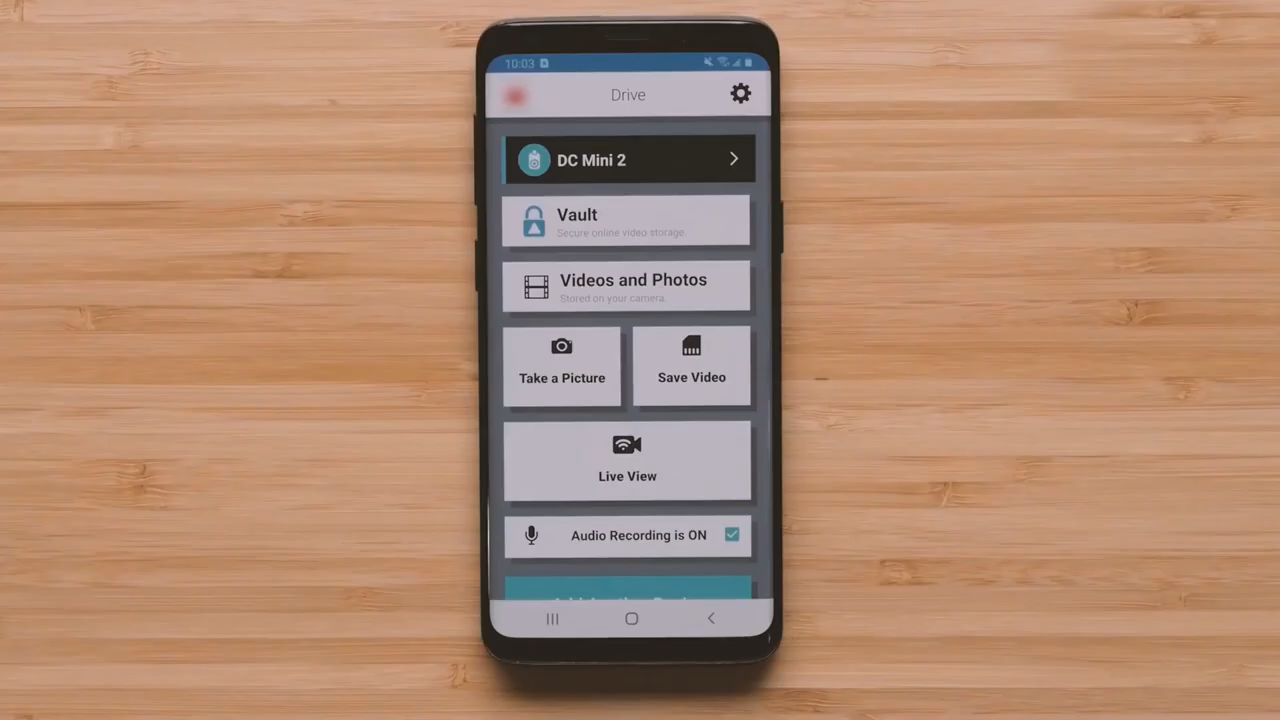 10:03
Drive
DC Mini 2
Vault
Secure online video storage.
Videos and Photos
Stored on your camera.
Take a Picture
Save Video
Live View
Audio Recording is ON